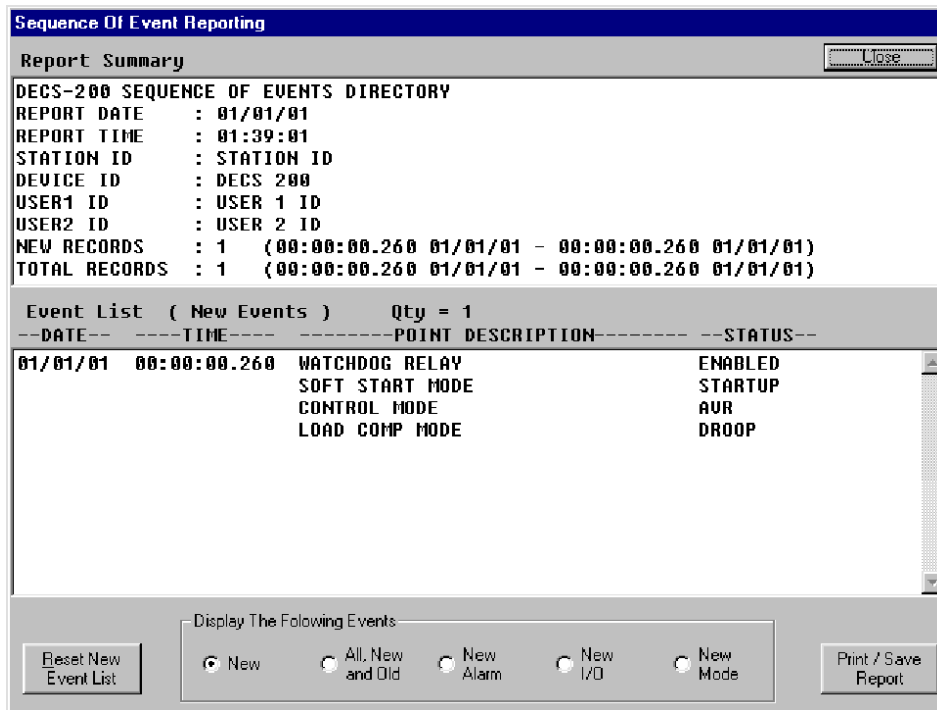 Sequence Of Event Reporting
Report Summary
Close
DECS-200 SEQUENCE OF EVENTS DIRECTORY
REPORT DATE : 01/01/01
REPORT TIME : 01:39:01
STATION ID : STATION ID
DEVICE ID : DECS 200
USER1 ID : USER 1 ID
USER2 ID : USER 2 ID
NEW RECORDS : 1 (00:00:00.260 01/01/01 - 00:00:00.260 01/01/01)
TOTAL RECORDS : 1 (00:00:00.260 01/01/01 - 00:00:00.260 01/01/01)
Event List ( New Events ) Qty = 1
--DATE-- ----TIME---- --------POINT DESCRIPTION-------- --STATUS--
01/01/01 00:00:00.260 WATCHDOG RELAY ENABLED
SOFT START MODE STARTUP
CONTROL MODE AVR
LOAD COMP MODE DROOP
Display The Folowing Events
Reset New
Event List
New
All, New
and Old
New
Alarm
New
I/O
New
Mode
Print / Save
Report